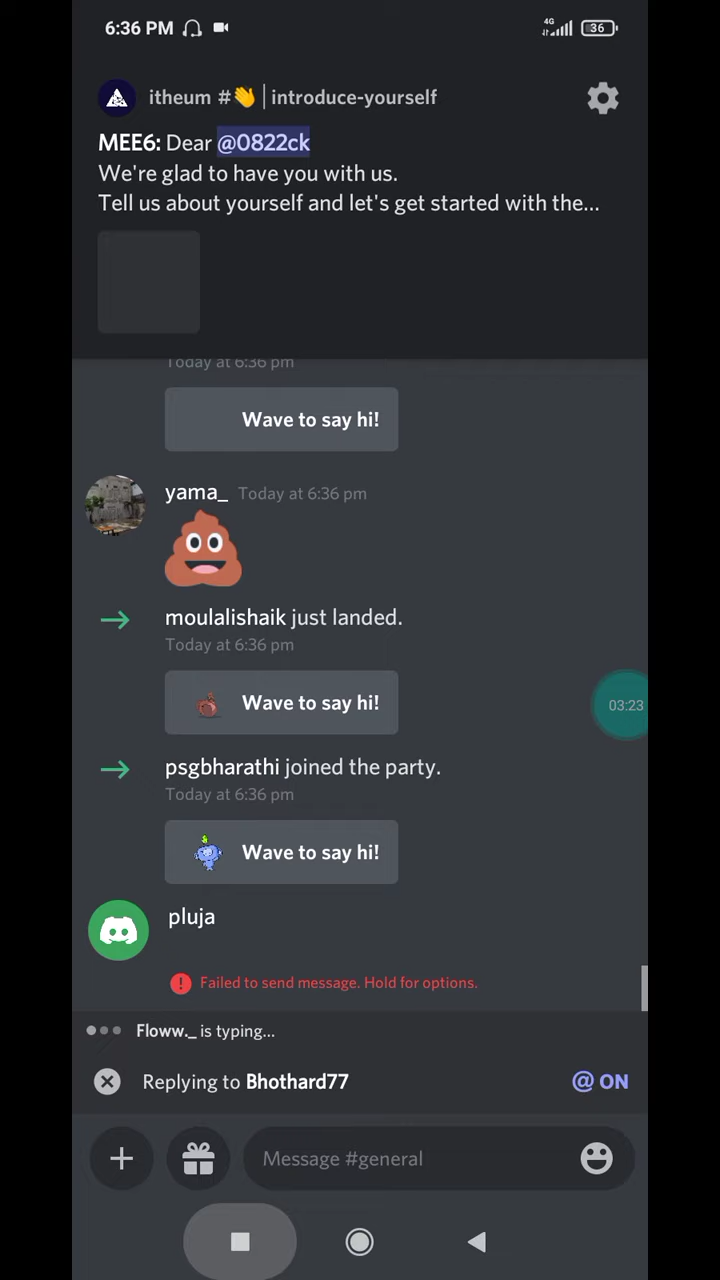 6:36 PM 4G 36
itheum #👋 | introduce-yourself
MEE6: Dear @0822ck
We're glad to have you with us.
Tell us about yourself and let's get started with the...
Today at 6:36 pm
Wave to say hi!
yama_ Today at 6:36 pm
moulalishaik just landed.
Today at 6:36 pm
Wave to say hi!
03:23
psgbharathi joined the party.
Today at 6:36 pm
Wave to say hi!
pluja
Failed to send message. Hold for options.
Floww._ is typing...
Replying to Bhothard77 @ ON
Message #general